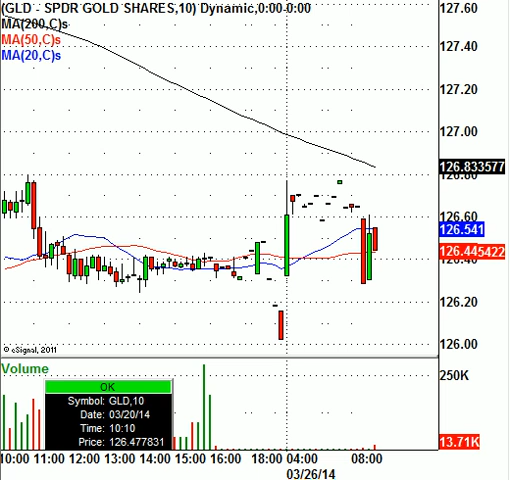 (GLD - SPDR GOLD SHARES,10) Dynamic,0:00-0:00
MA(200,C)s
MA(50,C)s
MA(20,C)s
127.60
127.40
127.20
127.00
126.833577
126.80
126.60
126.541
126.445422
126.40
126.20
126.00
© eSignal, 2011
Volume
250K
13.71K
OK
Symbol: GLD,10
Date: 03/20/14
Time: 10:10
Price: 126.477831
10:00 11:00 12:00 13:00 14:00 15:00 16:00 18:00 04:00 08:00
03/26/14